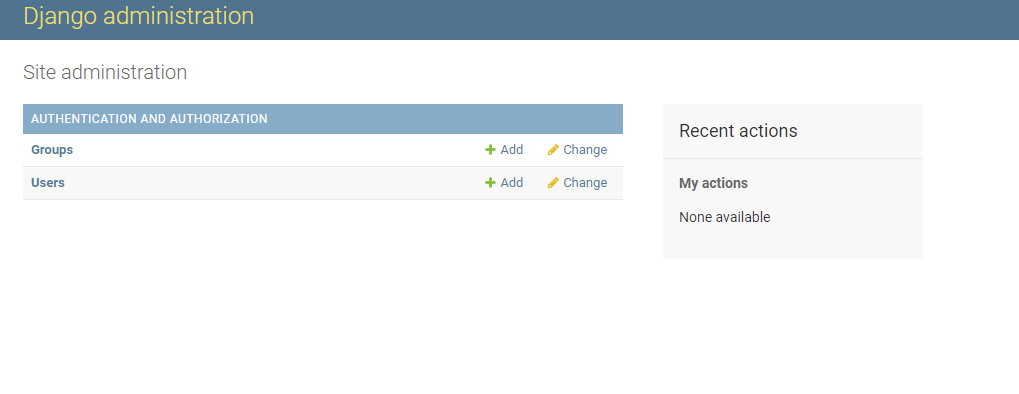 Django administration
Site administration
AUTHENTICATION AND AUTHORIZATION
Groups Add Change
Users Add Change
Recent actions
My actions
None available